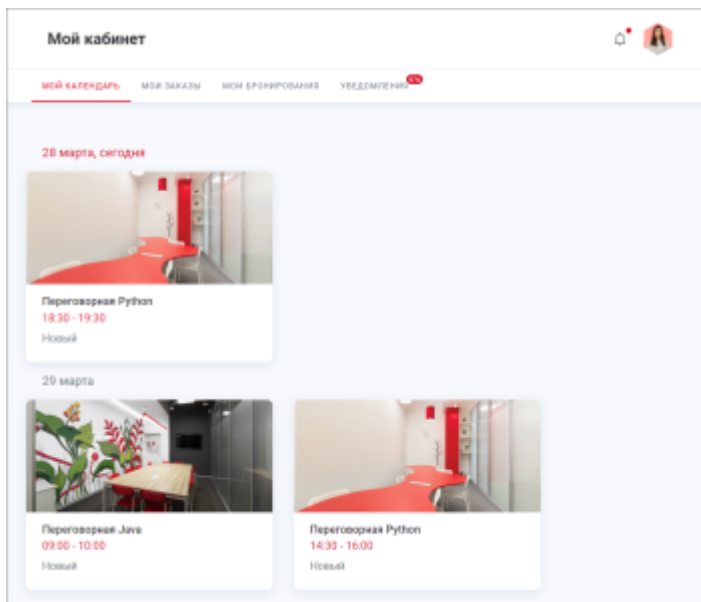 Мой кабинет
МОЙ КАЛЕНДАРЬ МОИ ЗАКАЗЫ МОИ БРОНИРОВАНИЯ УВЕДОМЛЕНИЯ
28 марта, сегодня
Переговорная Python
18:30 - 19:30
Новый
29 марта
Переговорная Java
09:00 - 10:00
Новый
Переговорная Python
14:30 - 16:00
Новый